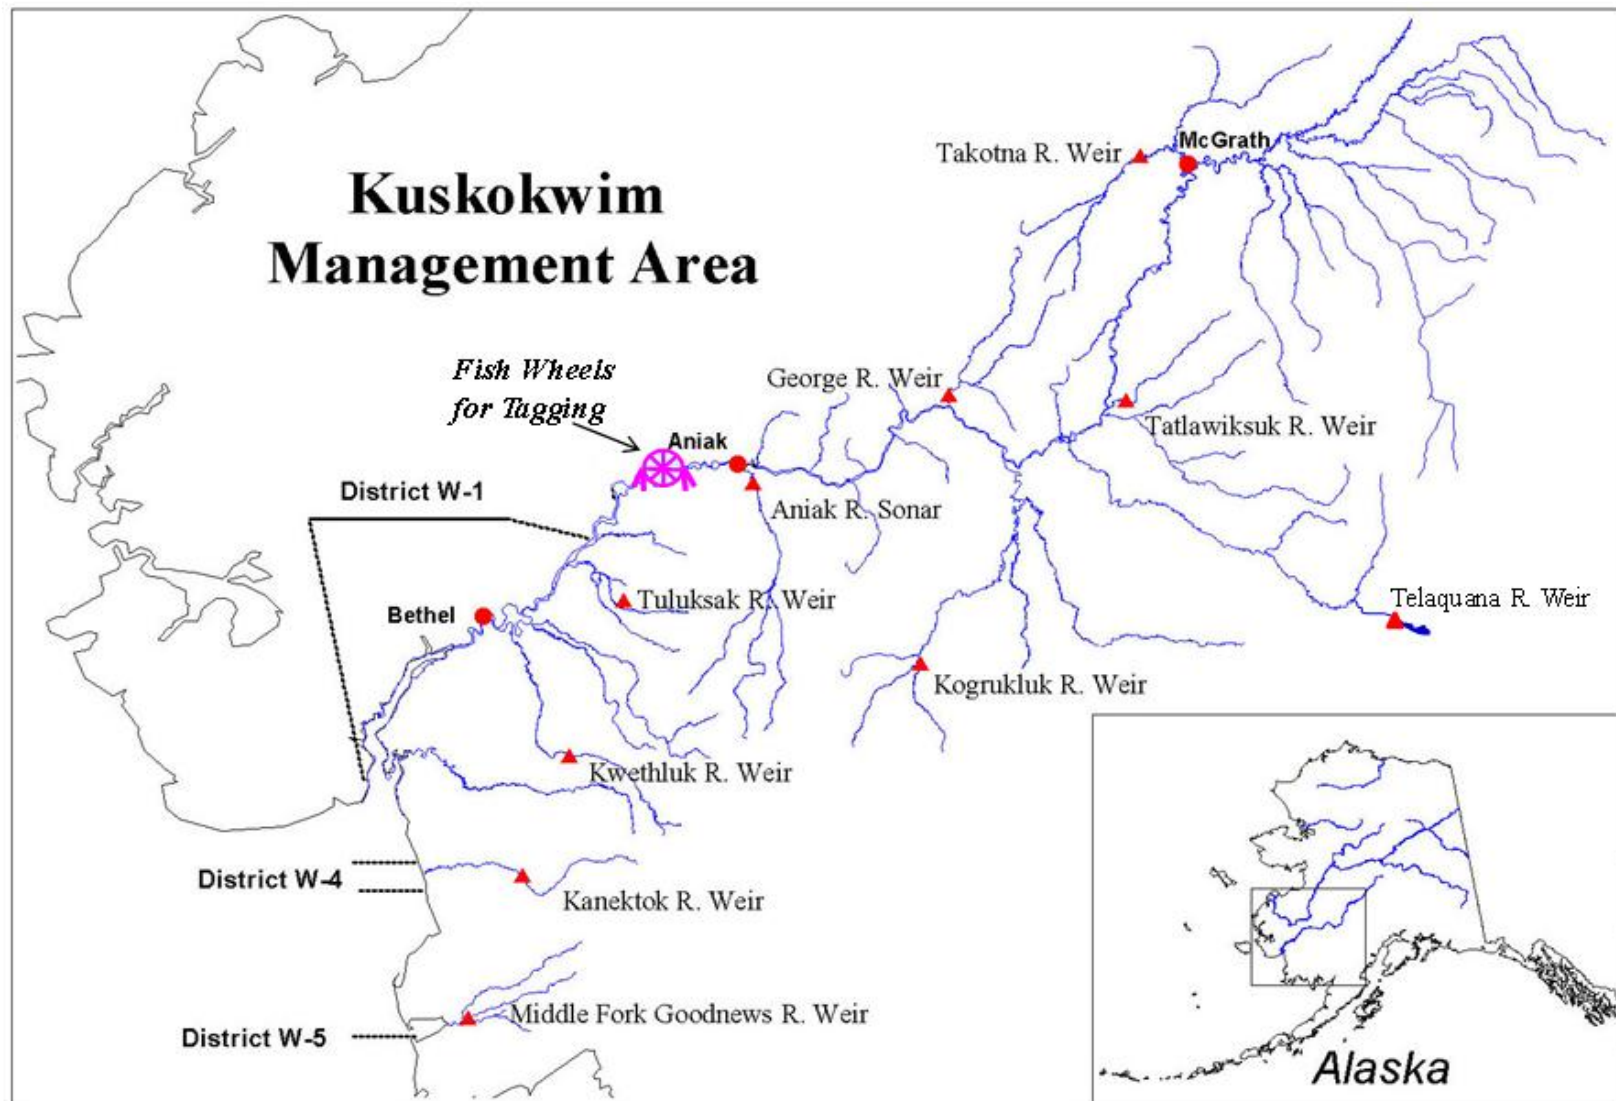 Kuskokwim
Management Area
McGrath
Takotna R. Weir
Fish Wheels
for Tagging
George R. Weir
Tatlawiksuk R. Weir
Aniak
District W-1
Aniak R. Sonar
Bethel
Tuluksak R. Weir
Telaquana R. Weir
Kogrukluk R. Weir
Kwethluk R. Weir
District W-4
Kanektok R. Weir
Middle Fork Goodnews R. Weir
District W-5
Alaska